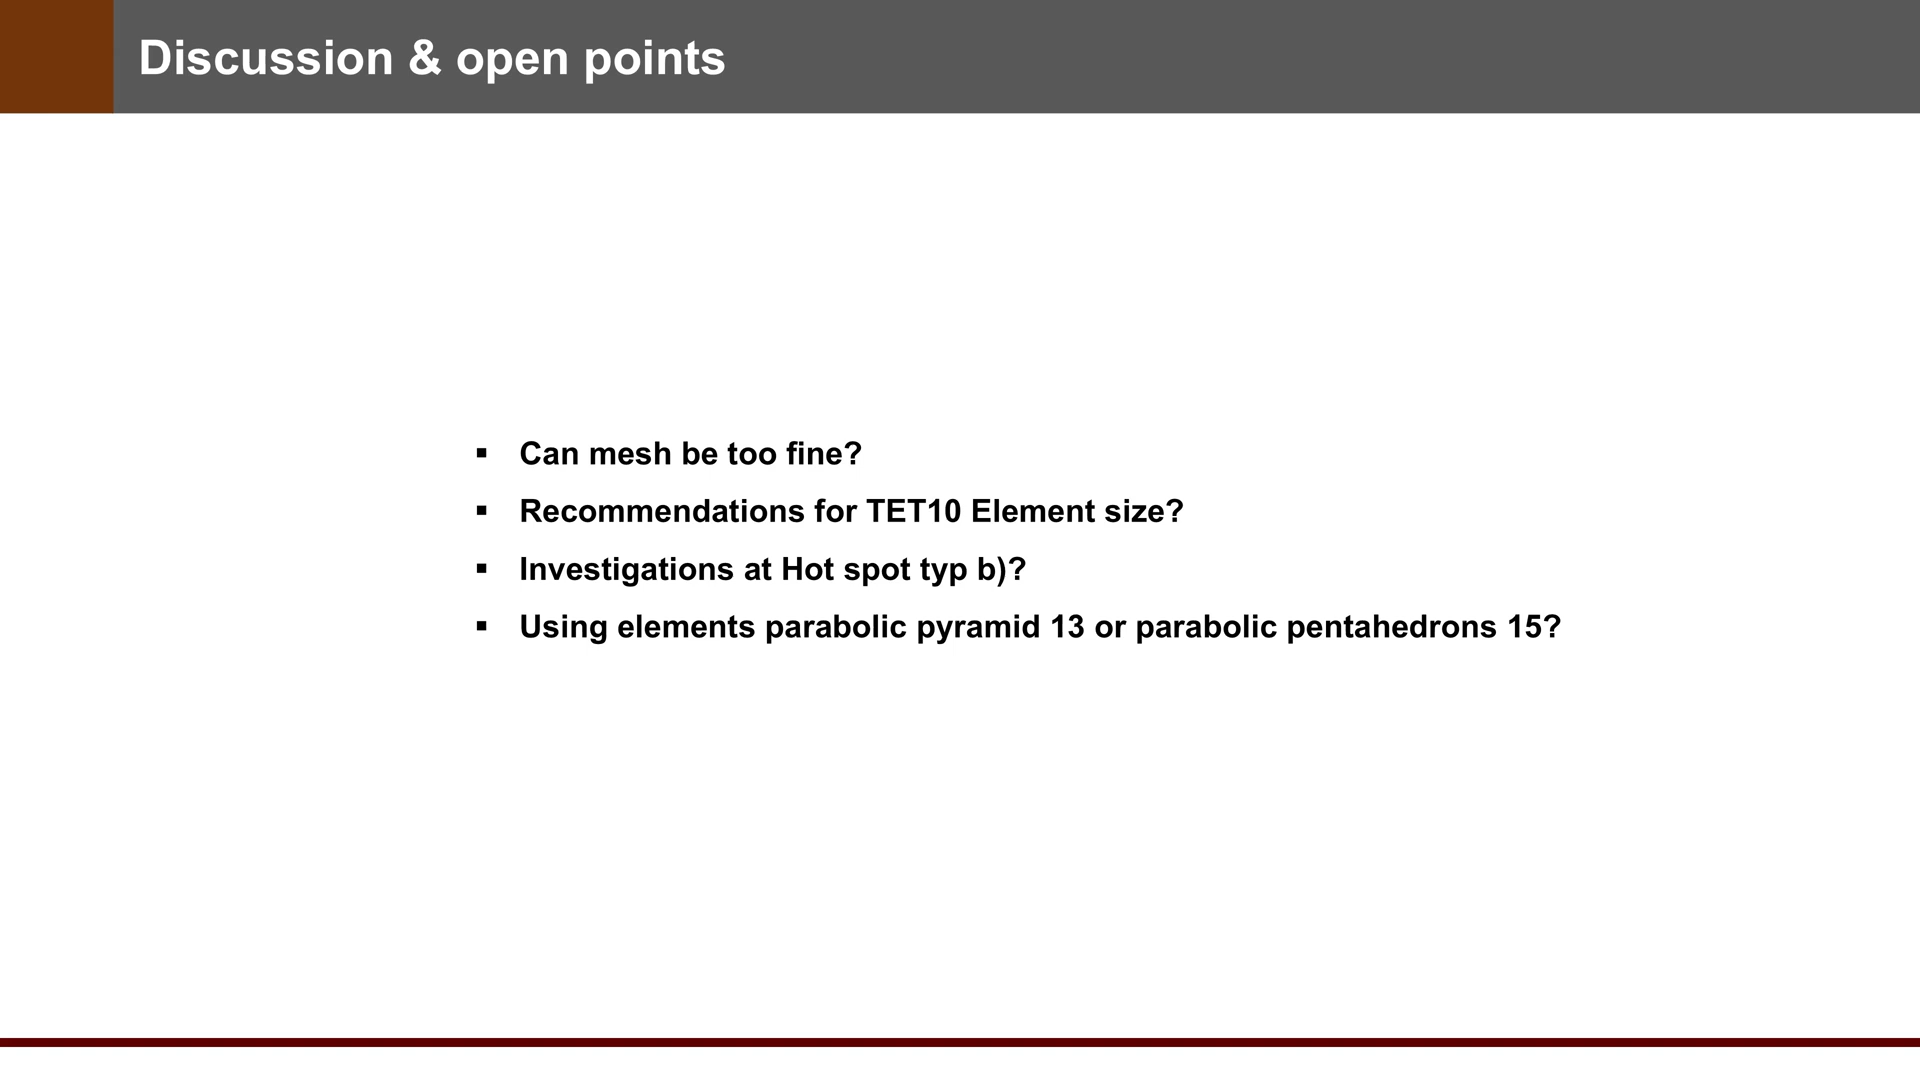 Discussion & open points
▪ Can mesh be too fine?
▪ Recommendations for TET10 Element size?
▪ Investigations at Hot spot typ b)?
▪ Using elements parabolic pyramid 13 or parabolic pentahedrons 15?